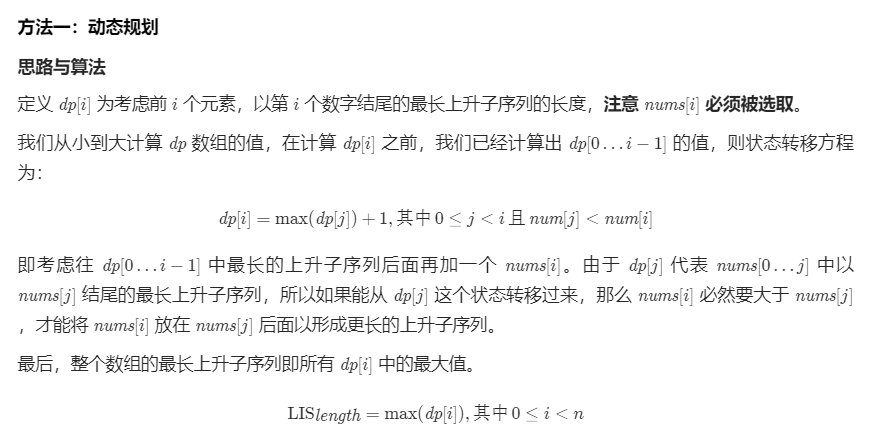 方法一：动态规划
思路与算法
定义 dp[i] 为考虑前 i 个元素，以第 i 个数字结尾的最长上升子序列的长度，注意 nums[i] 必须被选取。
我们从小到大计算 dp 数组的值，在计算 dp[i] 之前，我们已经计算出 dp[0…i−1] 的值，则状态转移方程
为：
dp[i] = max(dp[j]) + 1, 其中 0 ≤ j < i 且 num[j] < num[i]
即考虑往 dp[0…i−1] 中最长的上升子序列后面再加一个 nums[i]。由于 dp[j] 代表 nums[0…j] 中以
nums[j] 结尾的最长上升子序列，所以如果能从 dp[j] 这个状态转移过来，那么 nums[i] 必然要大于 nums[j]
，才能将 nums[i] 放在 nums[j] 后面以形成更长的上升子序列。
最后，整个数组的最长上升子序列即所有 dp[i] 中的最大值。
LISlength = max(dp[i]), 其中 0 ≤ i < n